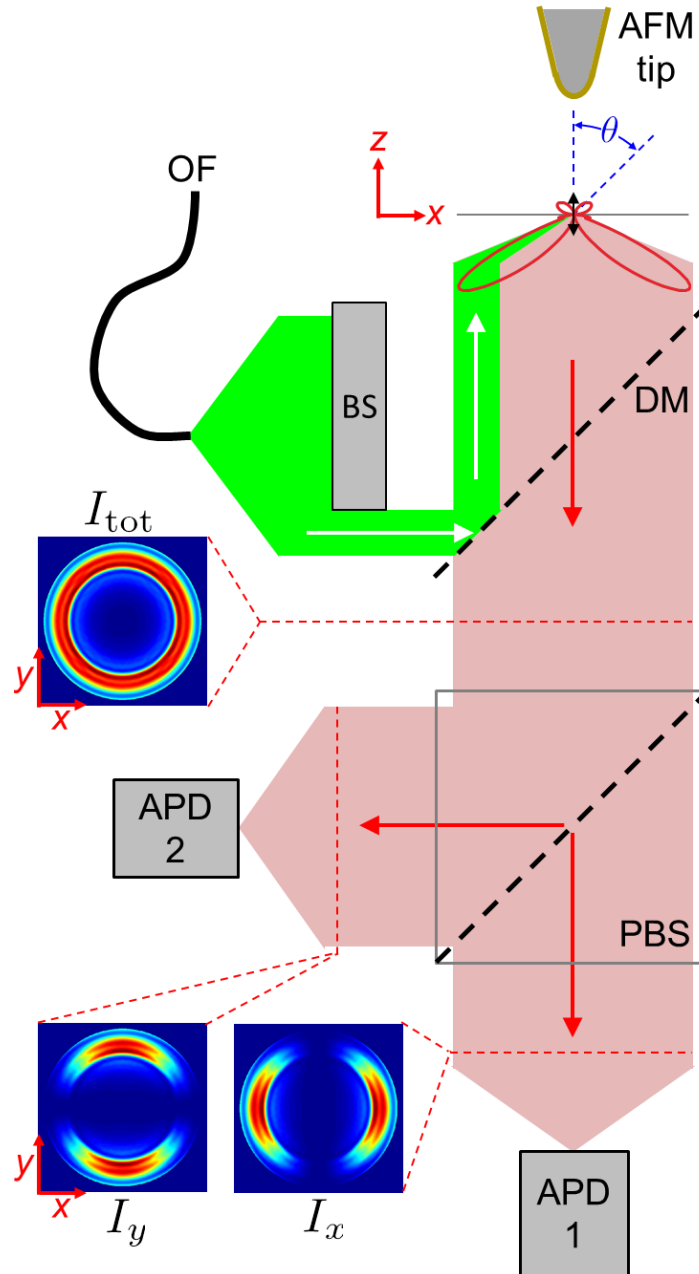 AFM
tip
θ
OF
z
x
BS
DM
I_tot
y
x
APD
2
PBS
y
x
I_y
I_x
APD
1